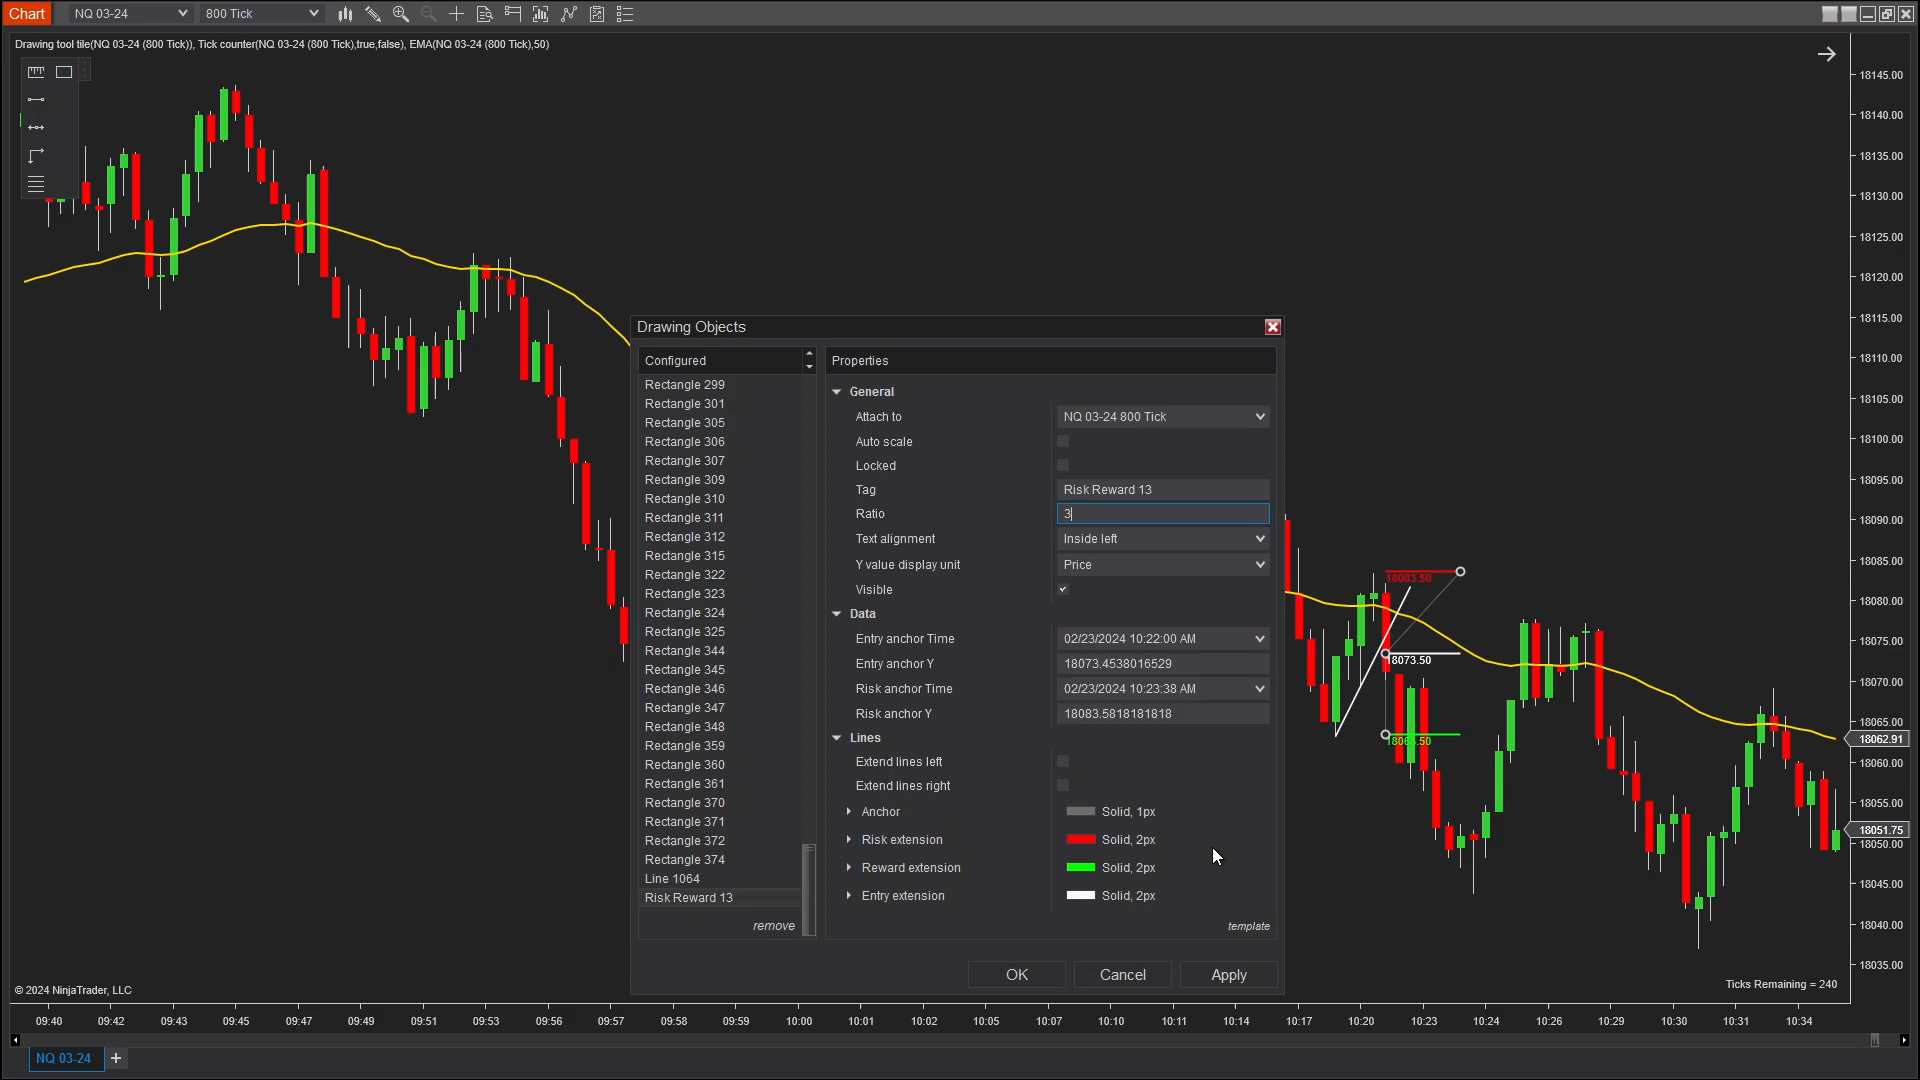 Chart NQ 03-24 800 Tick
Drawing tool tile(NQ 03-24 (800 Tick)), Tick counter(NQ 03-24 (800 Tick),true,false), EMA(NQ 03-24 (800 Tick),50)
18145.00
18140.00
18135.00
18130.00
18125.00
18120.00
18115.00
18110.00
18105.00
18100.00
18095.00
18090.00
18085.00
18080.00
18075.00
18070.00
18065.00
18062.91
18060.00
18055.00
18051.75
18050.00
18045.00
18040.00
18035.00
Drawing Objects
Configured
Rectangle 299
Rectangle 301
Rectangle 305
Rectangle 306
Rectangle 307
Rectangle 309
Rectangle 310
Rectangle 311
Rectangle 312
Rectangle 315
Rectangle 322
Rectangle 323
Rectangle 324
Rectangle 325
Rectangle 344
Rectangle 345
Rectangle 346
Rectangle 347
Rectangle 348
Rectangle 359
Rectangle 360
Rectangle 361
Rectangle 370
Rectangle 371
Rectangle 372
Rectangle 374
Line 1064
Risk Reward 13
remove
Properties
General
Attach to NQ 03-24 800 Tick
Auto scale
Locked
Tag Risk Reward 13
Ratio 3
Text alignment Inside left
Y value display unit Price
Visible
Data
Entry anchor Time 02/23/2024 10:22:00 AM
Entry anchor Y 18073.4538016529
Risk anchor Time 02/23/2024 10:23:38 AM
Risk anchor Y 18083.5818181818
Lines
Extend lines left
Extend lines right
Anchor Solid, 1px
Risk extension Solid, 2px
Reward extension Solid, 2px
Entry extension Solid, 2px
template
OK Cancel Apply
18083.50
18073.50
18063.50
© 2024 NinjaTrader, LLC
Ticks Remaining = 240
09:40 09:42 09:43 09:45 09:47 09:49 09:51 09:53 09:56 09:57 09:58 09:59 10:00 10:01 10:02 10:05 10:07 10:10 10:11 10:14 10:17 10:20 10:23 10:24 10:26 10:29 10:30 10:31 10:34
NQ 03-24 +